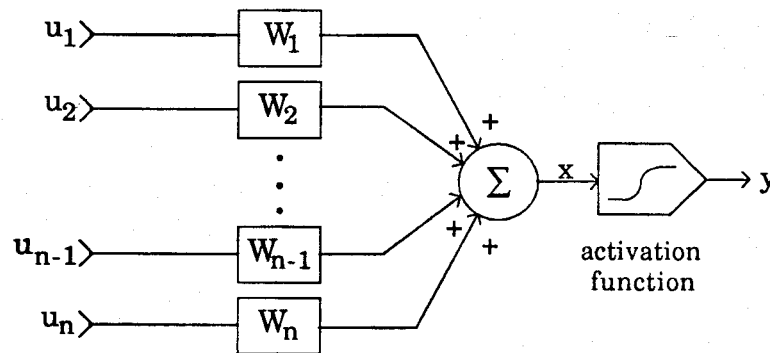 u₁ W₁
u₂ W₂
+ +
Σ x y
uₙ₋₁ Wₙ₋₁
+ +
uₙ Wₙ
activation
function